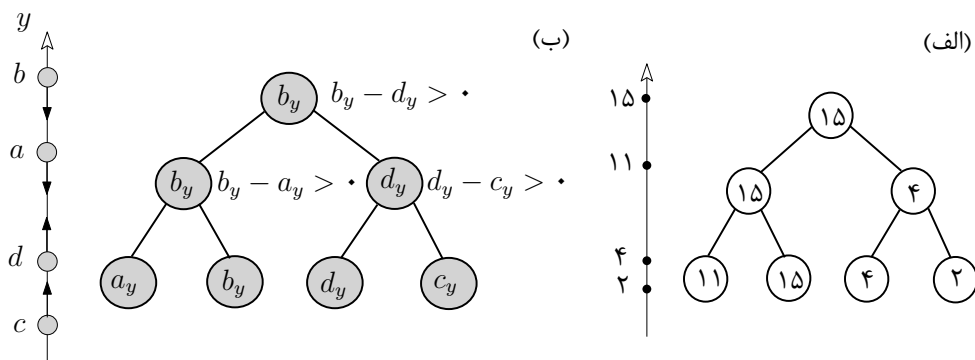 (الف)
۱۵
۱۱
۴
۲
۱۵
۱۵ ۴
۱۱ ۱۵ ۴ ۲
(ب)
y
b
a
d
c
b_y b_y − d_y > ۰
b_y b_y − a_y > ۰ d_y d_y − c_y > ۰
a_y b_y d_y c_y